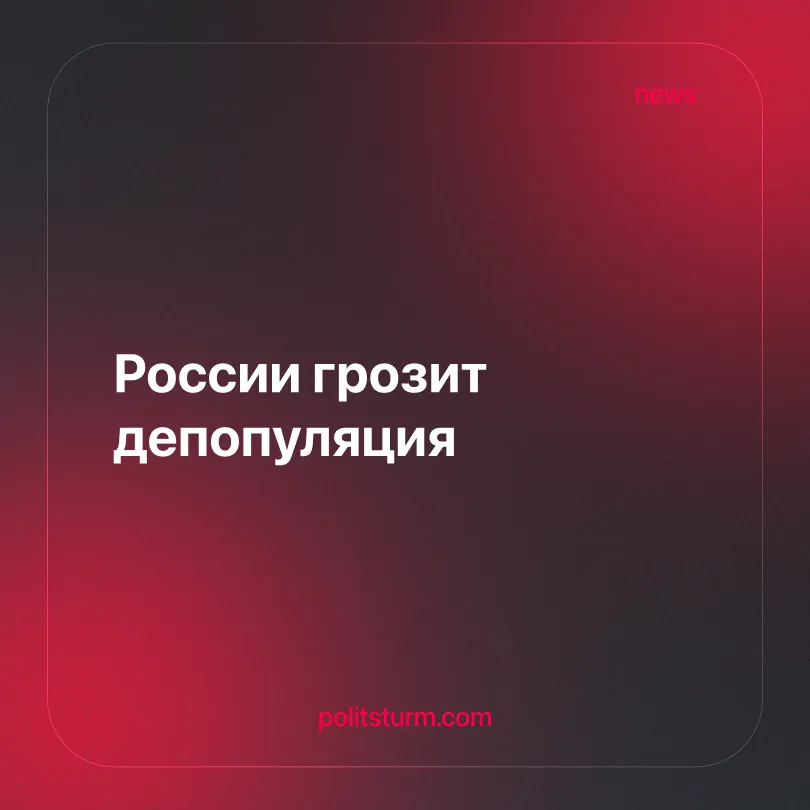 news
России грозит
депопуляция
politsturm.com